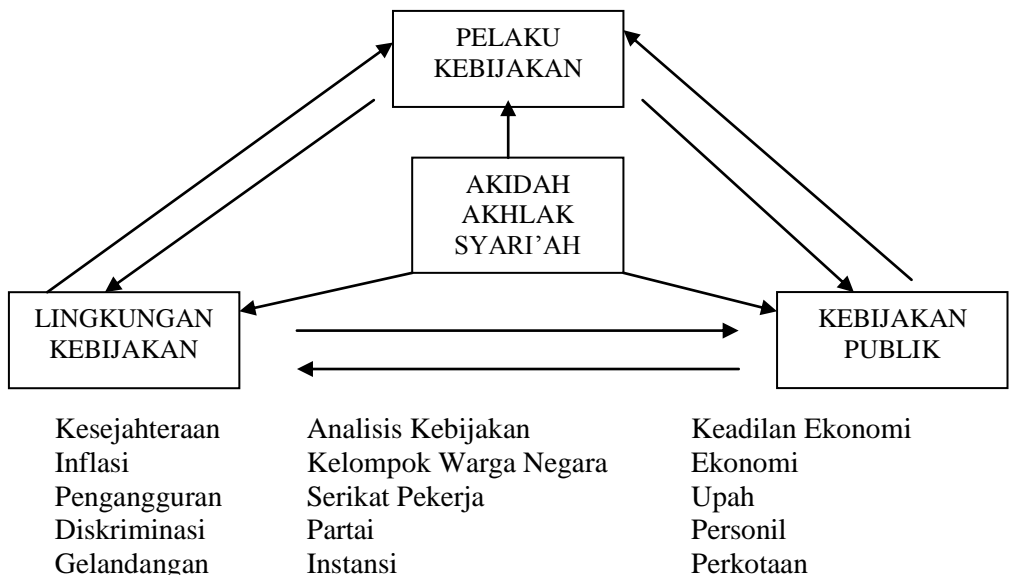 PELAKU
KEBIJAKAN
AKIDAH
AKHLAK
SYARI’AH
LINGKUNGAN
KEBIJAKAN
KEBIJAKAN
PUBLIK
Kesejahteraan Analisis Kebijakan Keadilan Ekonomi
Inflasi Kelompok Warga Negara Ekonomi
Pengangguran Serikat Pekerja Upah
Diskriminasi Partai Personil
Gelandangan Instansi Perkotaan